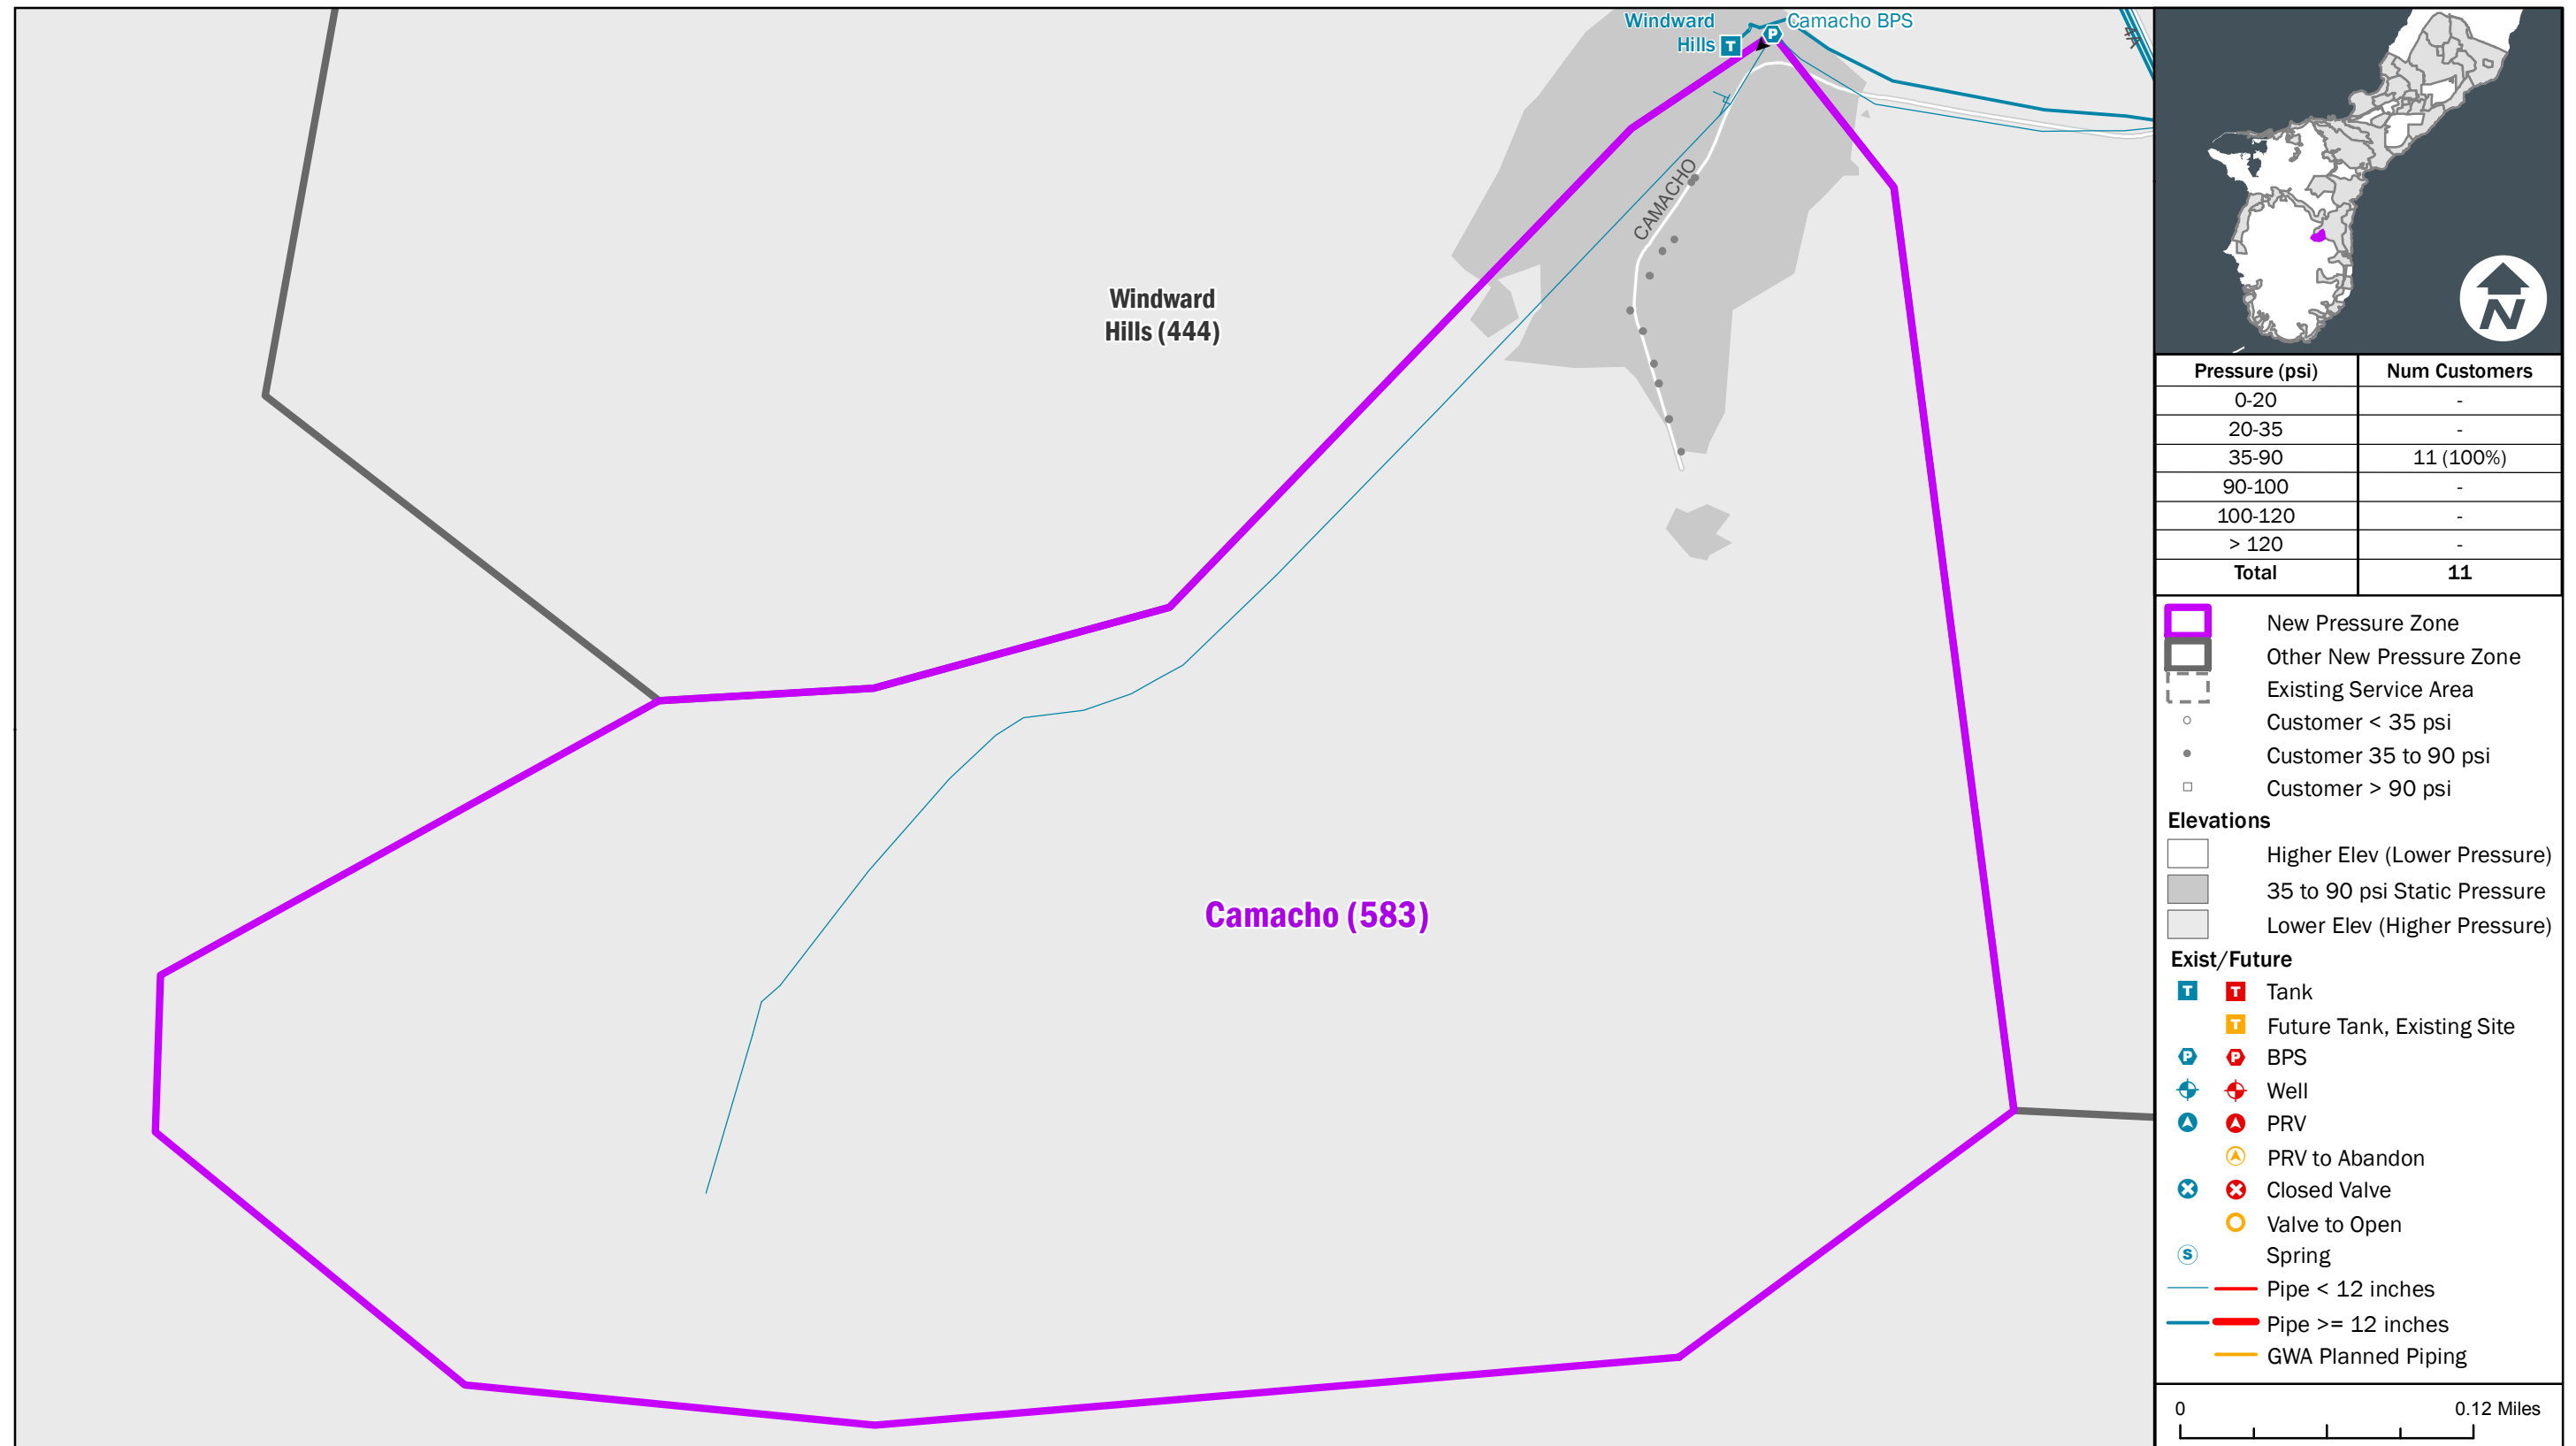 Windward
Hills
Camacho BPS
4A
CAMACHO
Windward
Hills (444)
Camacho (583)
N
Pressure (psi) Num Customers
0-20 -
20-35 -
35-90 11 (100%)
90-100 -
100-120 -
> 120 -
Total 11
New Pressure Zone
Other New Pressure Zone
Existing Service Area
Customer < 35 psi
Customer 35 to 90 psi
Customer > 90 psi
Elevations
Higher Elev (Lower Pressure)
35 to 90 psi Static Pressure
Lower Elev (Higher Pressure)
Exist/Future
T T Tank
T Future Tank, Existing Site
P P BPS
Well
PRV
PRV to Abandon
Closed Valve
Valve to Open
S Spring
Pipe < 12 inches
Pipe >= 12 inches
GWA Planned Piping
0 0.12 Miles